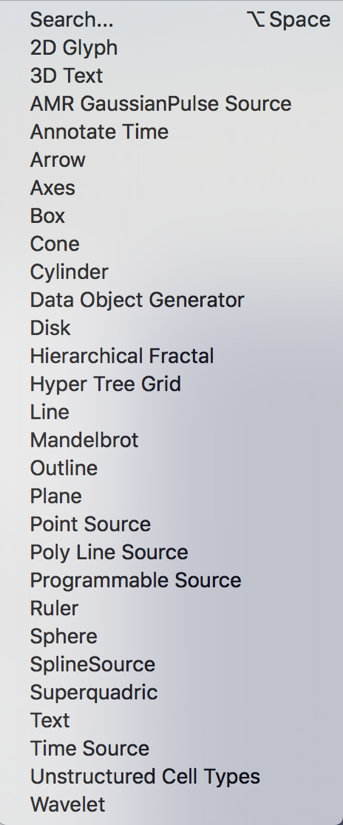 Search... ⌥ Space
2D Glyph
3D Text
AMR GaussianPulse Source
Annotate Time
Arrow
Axes
Box
Cone
Cylinder
Data Object Generator
Disk
Hierarchical Fractal
Hyper Tree Grid
Line
Mandelbrot
Outline
Plane
Point Source
Poly Line Source
Programmable Source
Ruler
Sphere
SplineSource
Superquadric
Text
Time Source
Unstructured Cell Types
Wavelet